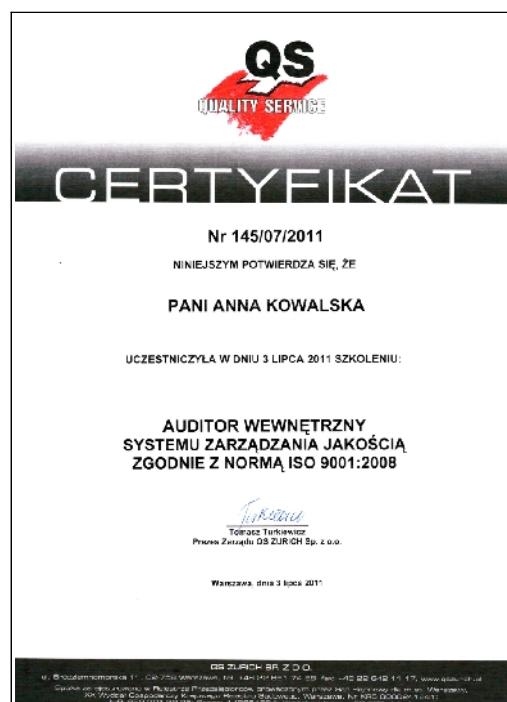 QS
QUALITY SERVICE
CERTYFIKAT
Nr 145/07/2011
NINIEJSZYM POTWIERDZA SIĘ, ŻE
PANI ANNA KOWALSKA
UCZESTNICZYŁA W DNIU 3 LIPCA 2011 SZKOLENIU:
AUDITOR WEWNĘTRZNY
SYSTEMU ZARZĄDZANIA JAKOŚCIĄ
ZGODNIE Z NORMĄ ISO 9001:2008
Tomasz Turkiewicz
Prezes Zarządu QS ZURICH Sp. z o.o.
Warszawa, dnia 3 lipca 2011
QS ZURICH SP. Z O.O.